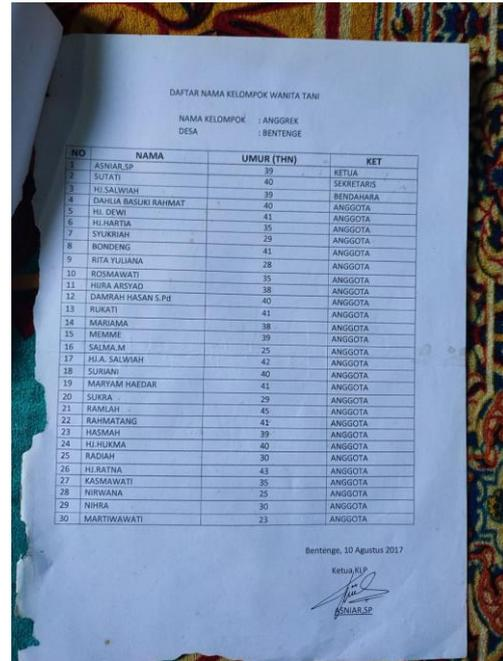 DAFTAR NAMA KELOMPOK WANITA TANI
NAMA KELOMPOK : ANGGREK
DESA : BENTENGE
NO NAMA UMUR (THN) KET
1 ASNIAR,SP 39 KETUA
2 SUTATI 40 SEKRETARIS
3 HJ.SALWIAH 39 BENDAHARA
4 DAHLIA BASUKI RAHMAT 40 ANGGOTA
5 HJ. DEWI 41 ANGGOTA
6 HJ.HARTIA 35 ANGGOTA
7 SYUKRIAH 29 ANGGOTA
8 BONDENG 41 ANGGOTA
9 RITA YULIANA 28 ANGGOTA
10 ROSMAWATI 35 ANGGOTA
11 HIJRA ARSYAD 38 ANGGOTA
12 DAMRAH HASAN S.Pd 40 ANGGOTA
13 RUKATI 41 ANGGOTA
14 MARIAMA 38 ANGGOTA
15 MEMME 39 ANGGOTA
16 SALMA.M 25 ANGGOTA
17 HJ.A. SALWIAH 42 ANGGOTA
18 SURIANI 40 ANGGOTA
19 MARYAM HAEDAR 41 ANGGOTA
20 SUKRA 29 ANGGOTA
21 RAMLAH 45 ANGGOTA
22 RAHMATANG 41 ANGGOTA
23 HASMAH 39 ANGGOTA
24 HJ.HUKMA 40 ANGGOTA
25 RADIAH 30 ANGGOTA
26 HJ.RATNA 43 ANGGOTA
27 KASMAWATI 35 ANGGOTA
28 NIRWANA 25 ANGGOTA
29 NIHRA 30 ANGGOTA
30 MARTIWAWATI 23 ANGGOTA
Bentenge, 10 Agustus 2017
Ketua,KLP
ASNIAR,SP